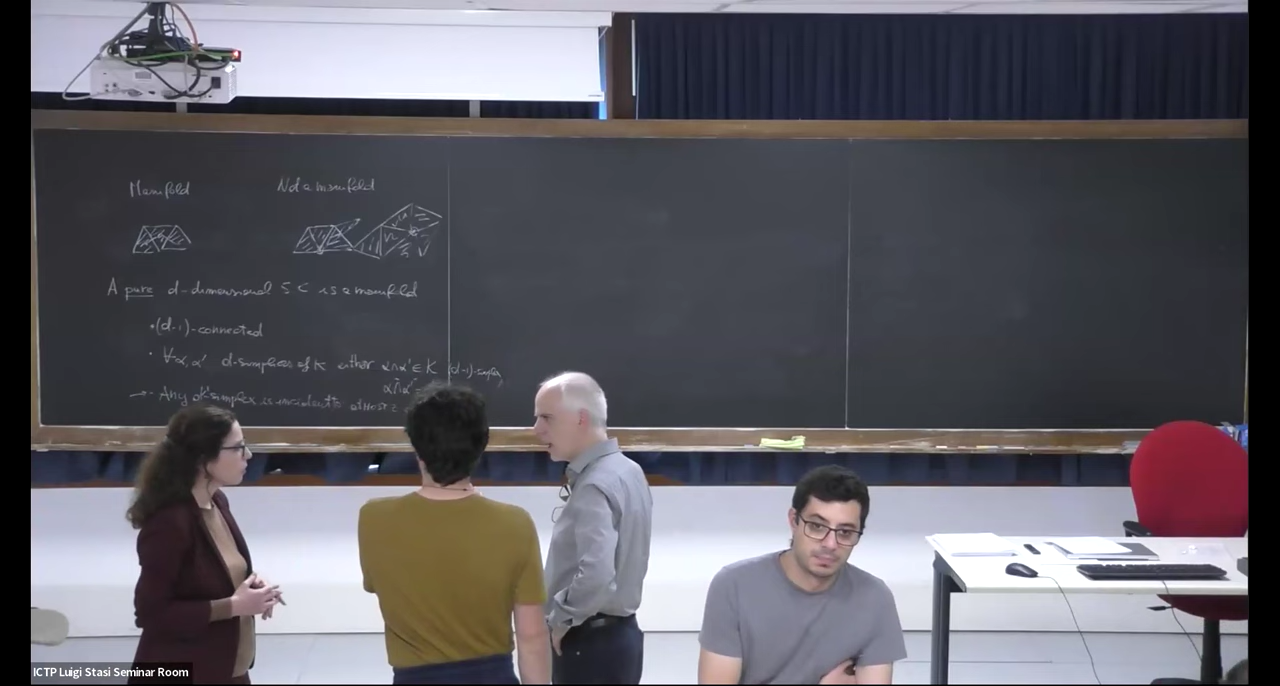 Manifold Not a manifold
A pure d-dimensional SC is a manifold
• (d-1)-connected
• ∀α,α' d-simplices of K either α∩α' ∈ K (d-1)-simplex,
α∩α' =
→ • Any simplex is incident to at most 2
ICTP Luigi Stasi Seminar Room